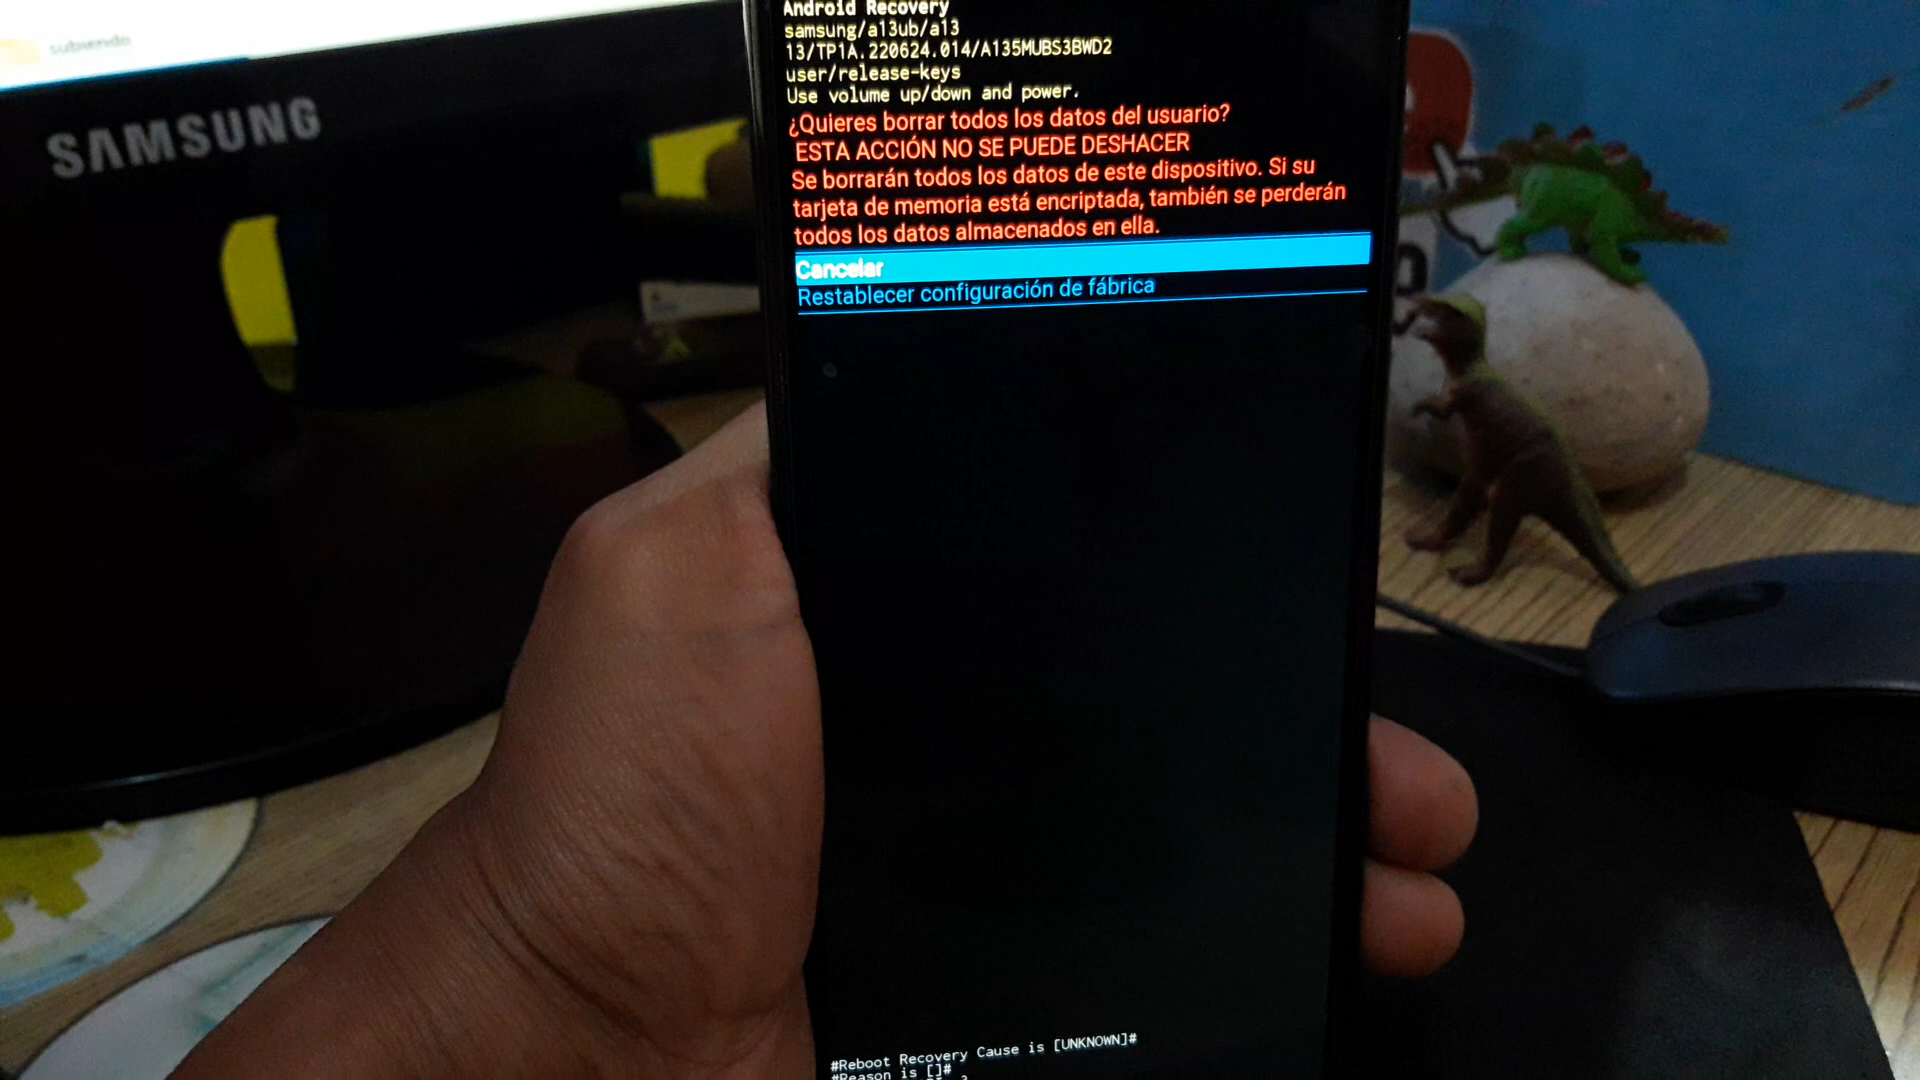 subiendo
SAMSUNG
Android Recovery
samsung/a13ub/a13
13/TP1A.220624.014/A135MUBS3BWD2
user/release-keys
Use volume up/down and power.
¿Quieres borrar todos los datos del usuario?
ESTA ACCIÓN NO SE PUEDE DESHACER
Se borrarán todos los datos de este dispositivo. Si su
tarjeta de memoria está encriptada, también se perderán
todos los datos almacenados en ella.
Cancelar
Restablecer configuración de fábrica
#Reboot Recovery Cause is [UNKNOWN]#
#Reason is []#